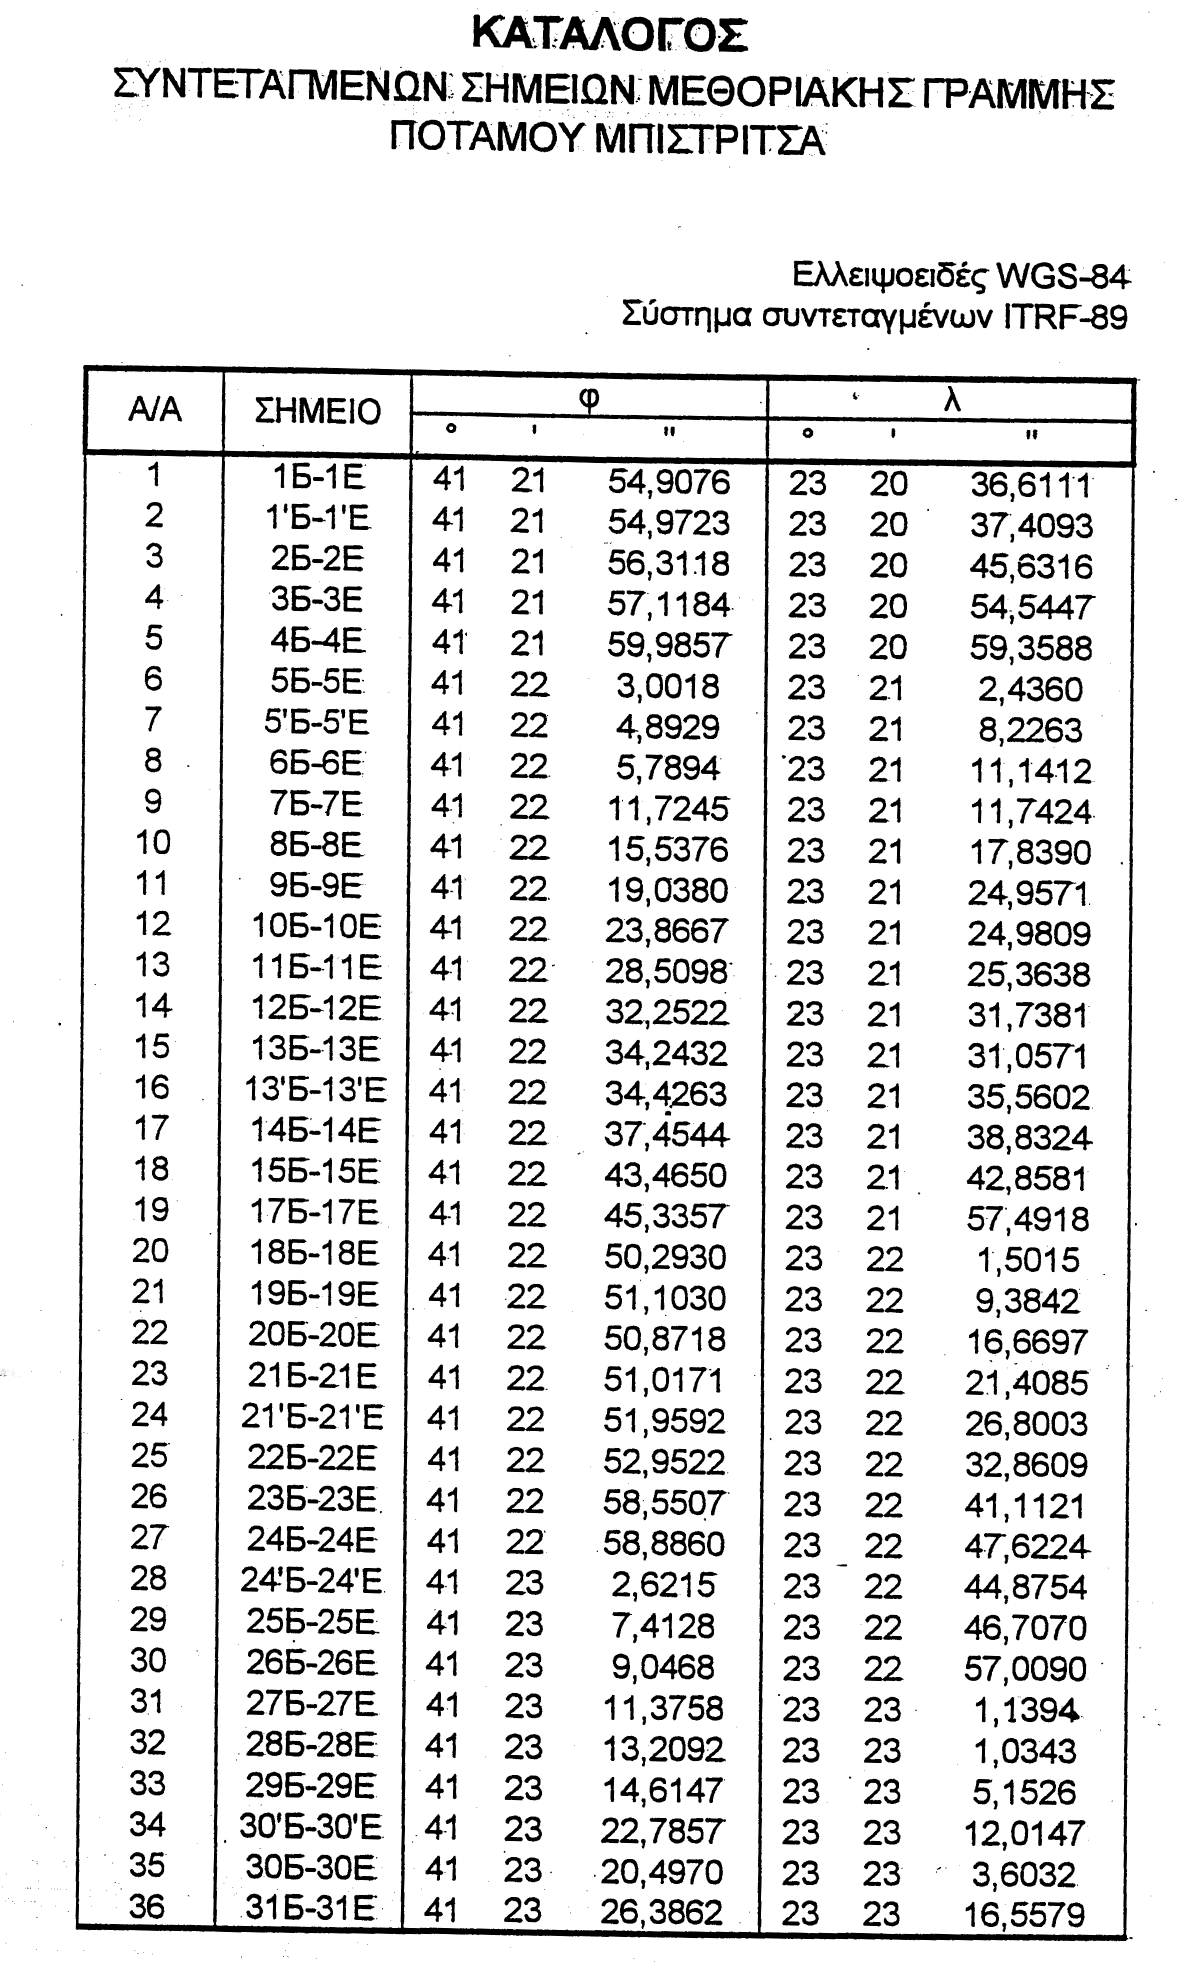 ΚΑΤΑΛΟΓΟΣ
ΣΥΝΤΕΤΑΓΜΕΝΩΝ ΣΗΜΕΙΩΝ ΜΕΘΟΡΙΑΚΗΣ ΓΡΑΜΜΗΣ
ΠΟΤΑΜΟΥ ΜΠΙΣΤΡΙΤΣΑ
Ελλειψοειδές WGS-84
Σύστημα συντεταγμένων ITRF-89
Α/Α ΣΗΜΕΙΟ φ λ
° ' " ° ' "
1 1Б-1Е 41 21 54,9076 23 20 36,6111
2 1'Б-1'Е 41 21 54,9723 23 20 37,4093
3 2Б-2Е 41 21 56,3118 23 20 45,6316
4 3Б-3Е 41 21 57,1184 23 20 54,5447
5 4Б-4Е 41 21 59,9857 23 20 59,3588
6 5Б-5Е 41 22 3,0018 23 21 2,4360
7 5'Б-5'Е 41 22 4,8929 23 21 8,2263
8 6Б-6Е 41 22 5,7894 23 21 11,1412
9 7Б-7Е 41 22 11,7245 23 21 11,7424
10 8Б-8Е 41 22 15,5376 23 21 17,8390
11 9Б-9Е 41 22 19,0380 23 21 24,9571
12 10Б-10Е 41 22 23,8667 23 21 24,9809
13 11Б-11Е 41 22 28,5098 23 21 25,3638
14 12Б-12Е 41 22 32,2522 23 21 31,7381
15 13Б-13Е 41 22 34,2432 23 21 31,0571
16 13'Б-13'Е 41 22 34,4263 23 21 35,5602
17 14Б-14Е 41 22 37,4544 23 21 38,8324
18 15Б-15Е 41 22 43,4650 23 21 42,8581
19 17Б-17Е 41 22 45,3357 23 21 57,4918
20 18Б-18Е 41 22 50,2930 23 22 1,5015
21 19Б-19Е 41 22 51,1030 23 22 9,3842
22 20Б-20Е 41 22 50,8718 23 22 16,6697
23 21Б-21Е 41 22 51,0171 23 22 21,4085
24 21'Б-21'Е 41 22 51,9592 23 22 26,8003
25 22Б-22Е 41 22 52,9522 23 22 32,8609
26 23Б-23Е 41 22 58,5507 23 22 41,1121
27 24Б-24Е 41 22 58,8860 23 22 47,6224
28 24'Б-24'Е 41 23 2,6215 23 22 44,8754
29 25Б-25Е 41 23 7,4128 23 22 46,7070
30 26Б-26Е 41 23 9,0468 23 22 57,0090
31 27Б-27Е 41 23 11,3758 23 23 1,1394
32 28Б-28Е 41 23 13,2092 23 23 1,0343
33 29Б-29Е 41 23 14,6147 23 23 5,1526
34 30'Б-30'Е 41 23 22,7857 23 23 12,0147
35 30Б-30Е 41 23 20,4970 23 23 3,6032
36 31Б-31Е 41 23 26,3862 23 23 16,5579